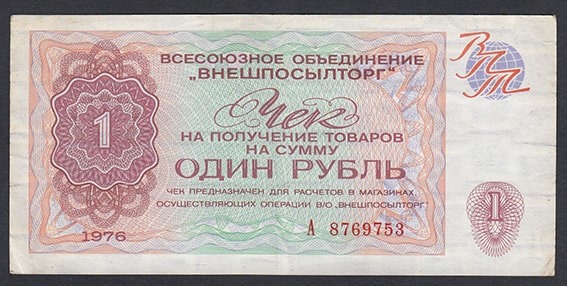 ВСЕСОЮЗНОЕ ОБЪЕДИНЕНИЕ
„ВНЕШПОСЫЛТОРГ"
ВПТ
Чек
НА ПОЛУЧЕНИЕ ТОВАРОВ
НА СУММУ
ОДИН РУБЛЬ
ЧЕК ПРЕДНАЗНАЧЕН ДЛЯ РАСЧЕТОВ В МАГАЗИНАХ,
ОСУЩЕСТВЛЯЮЩИХ ОПЕРАЦИИ В/О „ВНЕШПОСЫЛТОРГ"
1
1976
А 8769753
1